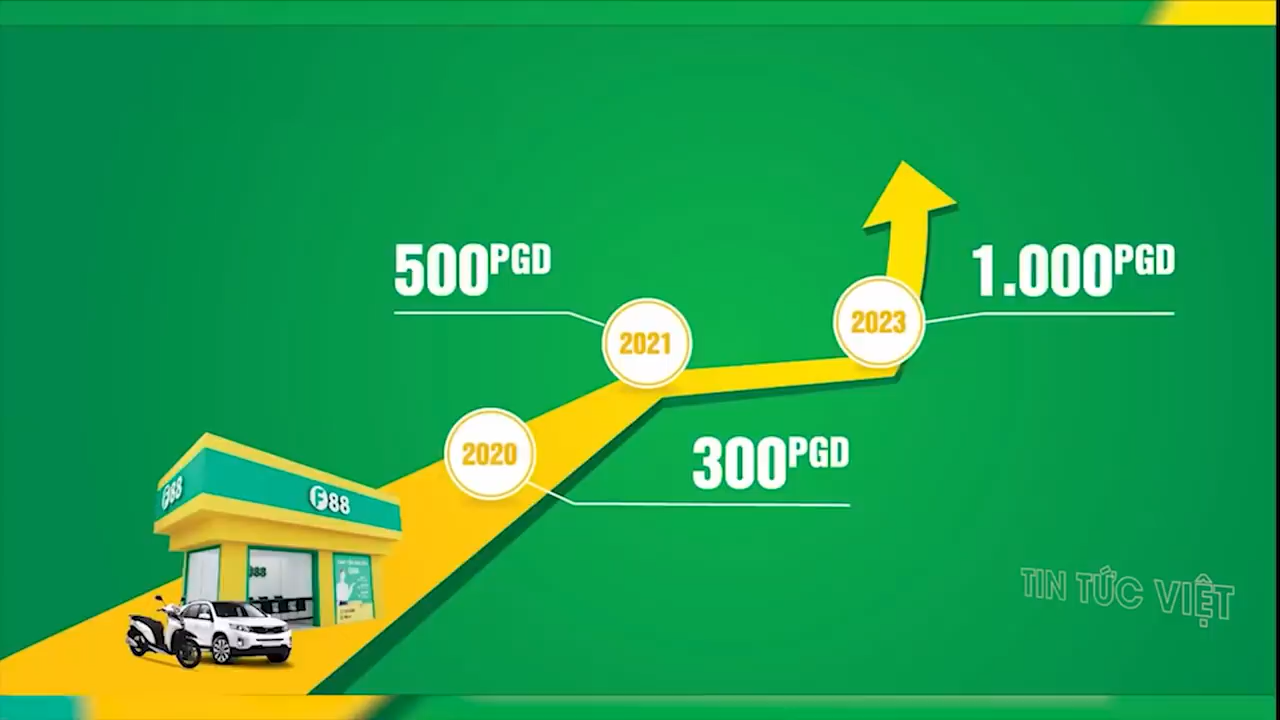 500PGD
1.000PGD
2021
2023
2020
300PGD
F88
F88
TIN TỨC VIỆT